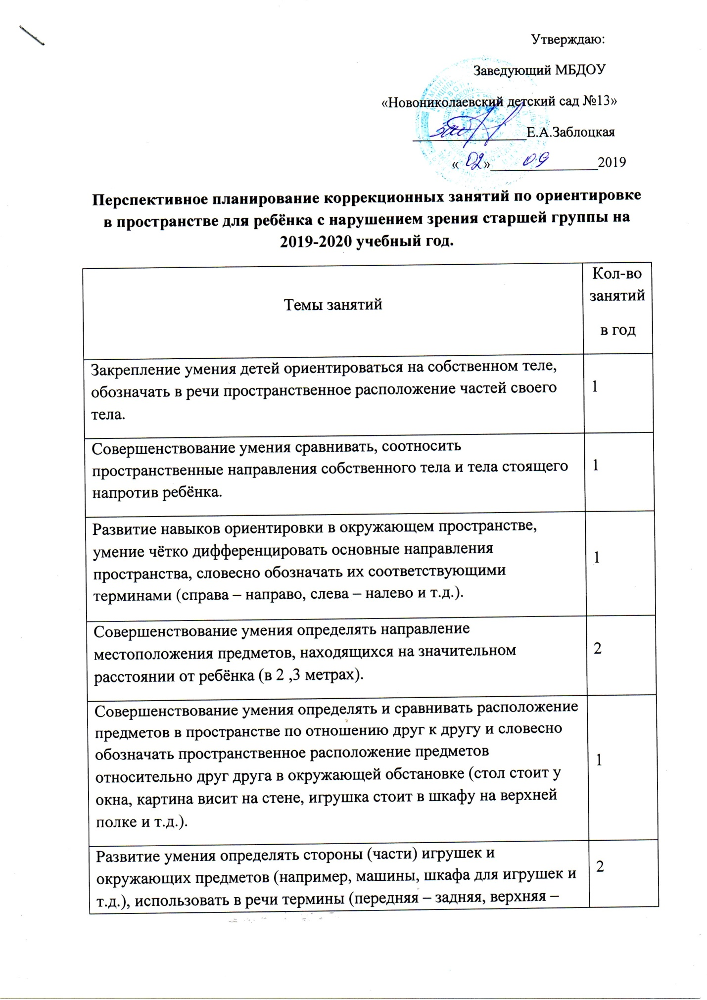 Утверждаю:
Заведующий МБДОУ
«Новониколаевский детский сад №13»
________________Е.А.Заблоцкая
« 02 »_______09________2019
Перспективное планирование коррекционных занятий по ориентировке
в пространстве для ребёнка с нарушением зрения старшей группы на
2019-2020 учебный год.
Темы занятий
Кол-во
занятий
в год
Закрепление умения детей ориентироваться на собственном теле,
обозначать в речи пространственное расположение частей своего
тела.
1
Совершенствование умения сравнивать, соотносить
пространственные направления собственного тела и тела стоящего
напротив ребёнка.
1
Развитие навыков ориентировки в окружающем пространстве,
умение чётко дифференцировать основные направления
пространства, словесно обозначать их соответствующими
терминами (справа – направо, слева – налево и т.д.).
1
Совершенствование умения определять направление
местоположения предметов, находящихся на значительном
расстоянии от ребёнка (в 2 ,3 метрах).
2
Совершенствование умения определять и сравнивать расположение
предметов в пространстве по отношению друг к другу и словесно
обозначать пространственное расположение предметов
относительно друг друга в окружающей обстановке (стол стоит у
окна, картина висит на стене, игрушка стоит в шкафу на верхней
полке и т.д.).
1
Развитие умения определять стороны (части) игрушек и
окружающих предметов (например, машины, шкафа для игрушек и
т.д.), использовать в речи термины (передняя – задняя, верхняя –
2